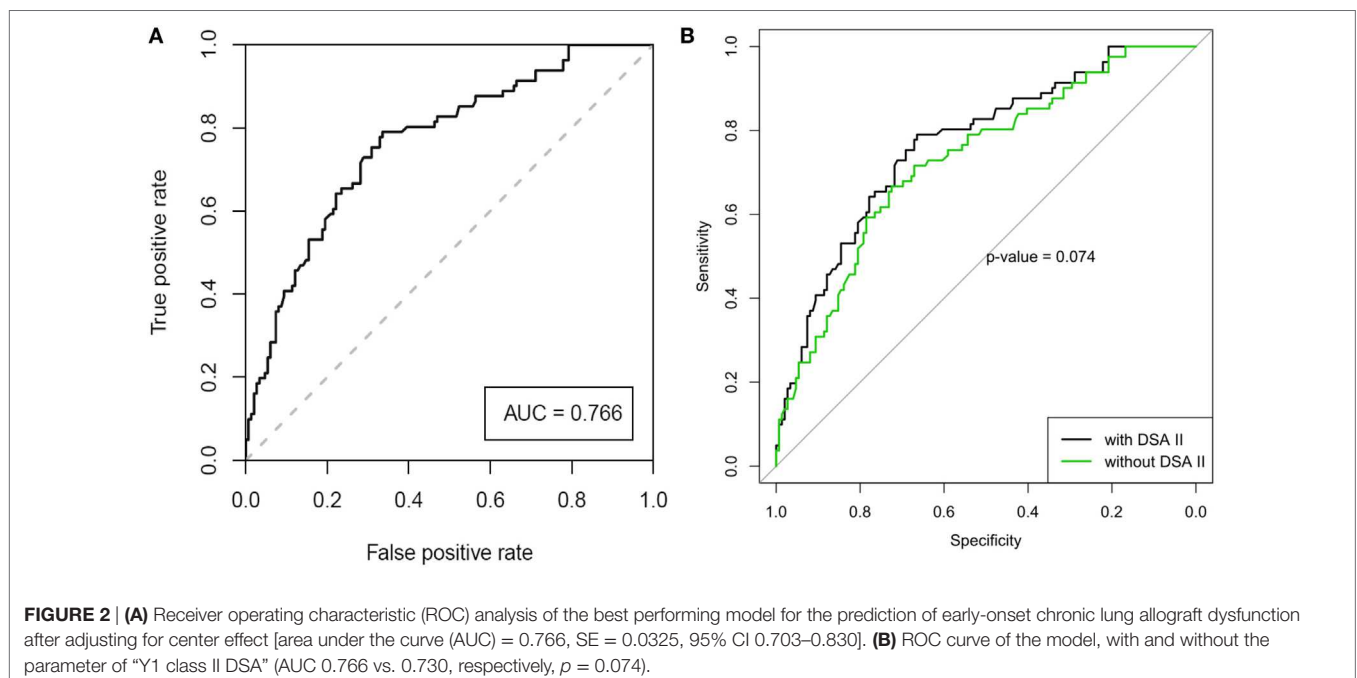 A
1.0
0.8
0.6
0.4
0.2
0.0
True positive rate
AUC = 0.766
0.0 0.2 0.4 0.6 0.8 1.0
False positive rate
B
1.0
0.8
0.6
0.4
0.2
0.0
Sensitivity
p-value = 0.074
with DSA II
without DSA II
1.0 0.8 0.6 0.4 0.2 0.0
Specificity
FIGURE 2 | (A) Receiver operating characteristic (ROC) analysis of the best performing model for the prediction of early-onset chronic lung allograft dysfunction
after adjusting for center effect [area under the curve (AUC) = 0.766, SE = 0.0325, 95% CI 0.703–0.830]. (B) ROC curve of the model, with and without the
parameter of “Y1 class II DSA” (AUC 0.766 vs. 0.730, respectively, p = 0.074).